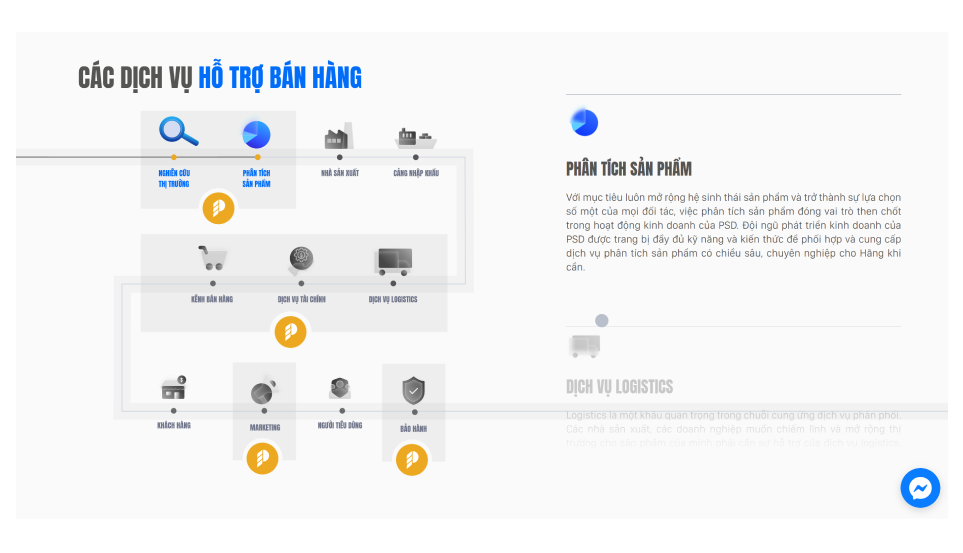 CÁC DỊCH VỤ HỖ TRỢ BÁN HÀNG
NGHIÊN CỨU
THỊ TRƯỜNG
PHÂN TÍCH
SẢN PHẨM
NHÀ SẢN XUẤT
CẢNG NHẬP KHẨU
KÊNH BÁN HÀNG
DỊCH VỤ TÀI CHÍNH
DỊCH VỤ LOGISTICS
KHÁCH HÀNG
MARKETING
NGƯỜI TIÊU DÙNG
BẢO HÀNH
PHÂN TÍCH SẢN PHẨM
Với mục tiêu luôn mở rộng hệ sinh thái sản phẩm và trở thành sự lựa chọn
số một của mọi đối tác, việc phân tích sản phẩm đóng vai trò then chốt
trong hoạt động kinh doanh của PSD. Đội ngũ phát triển kinh doanh của
PSD được trang bị đầy đủ kỹ năng và kiến thức để phối hợp và cung cấp
dịch vụ phân tích sản phẩm có chiều sâu, chuyên nghiệp cho Hãng khi
cần.
DỊCH VỤ LOGISTICS
Logistics là một khâu quan trọng trong chuỗi cung ứng dịch vụ phân phối.
Các nhà sản xuất, các doanh nghiệp muốn chiếm lĩnh và mở rộng thị
trường cho sản phẩm của mình phải cần sự hỗ trợ của dịch vụ logistics.